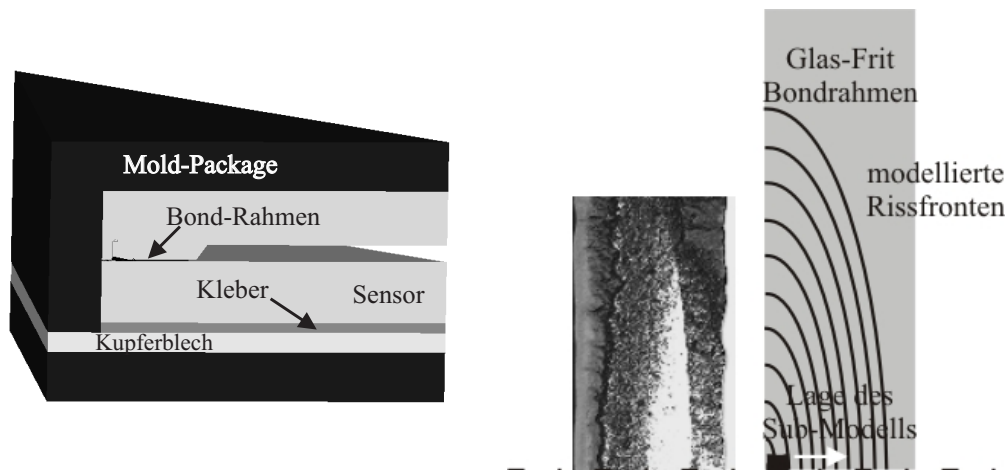 Mold-Package
Bond-Rahmen
Kleber
Sensor
Kupferblech
Glas-Frit
Bondrahmen
modellierte
Rissfronten
Lage des
Sub-Modells